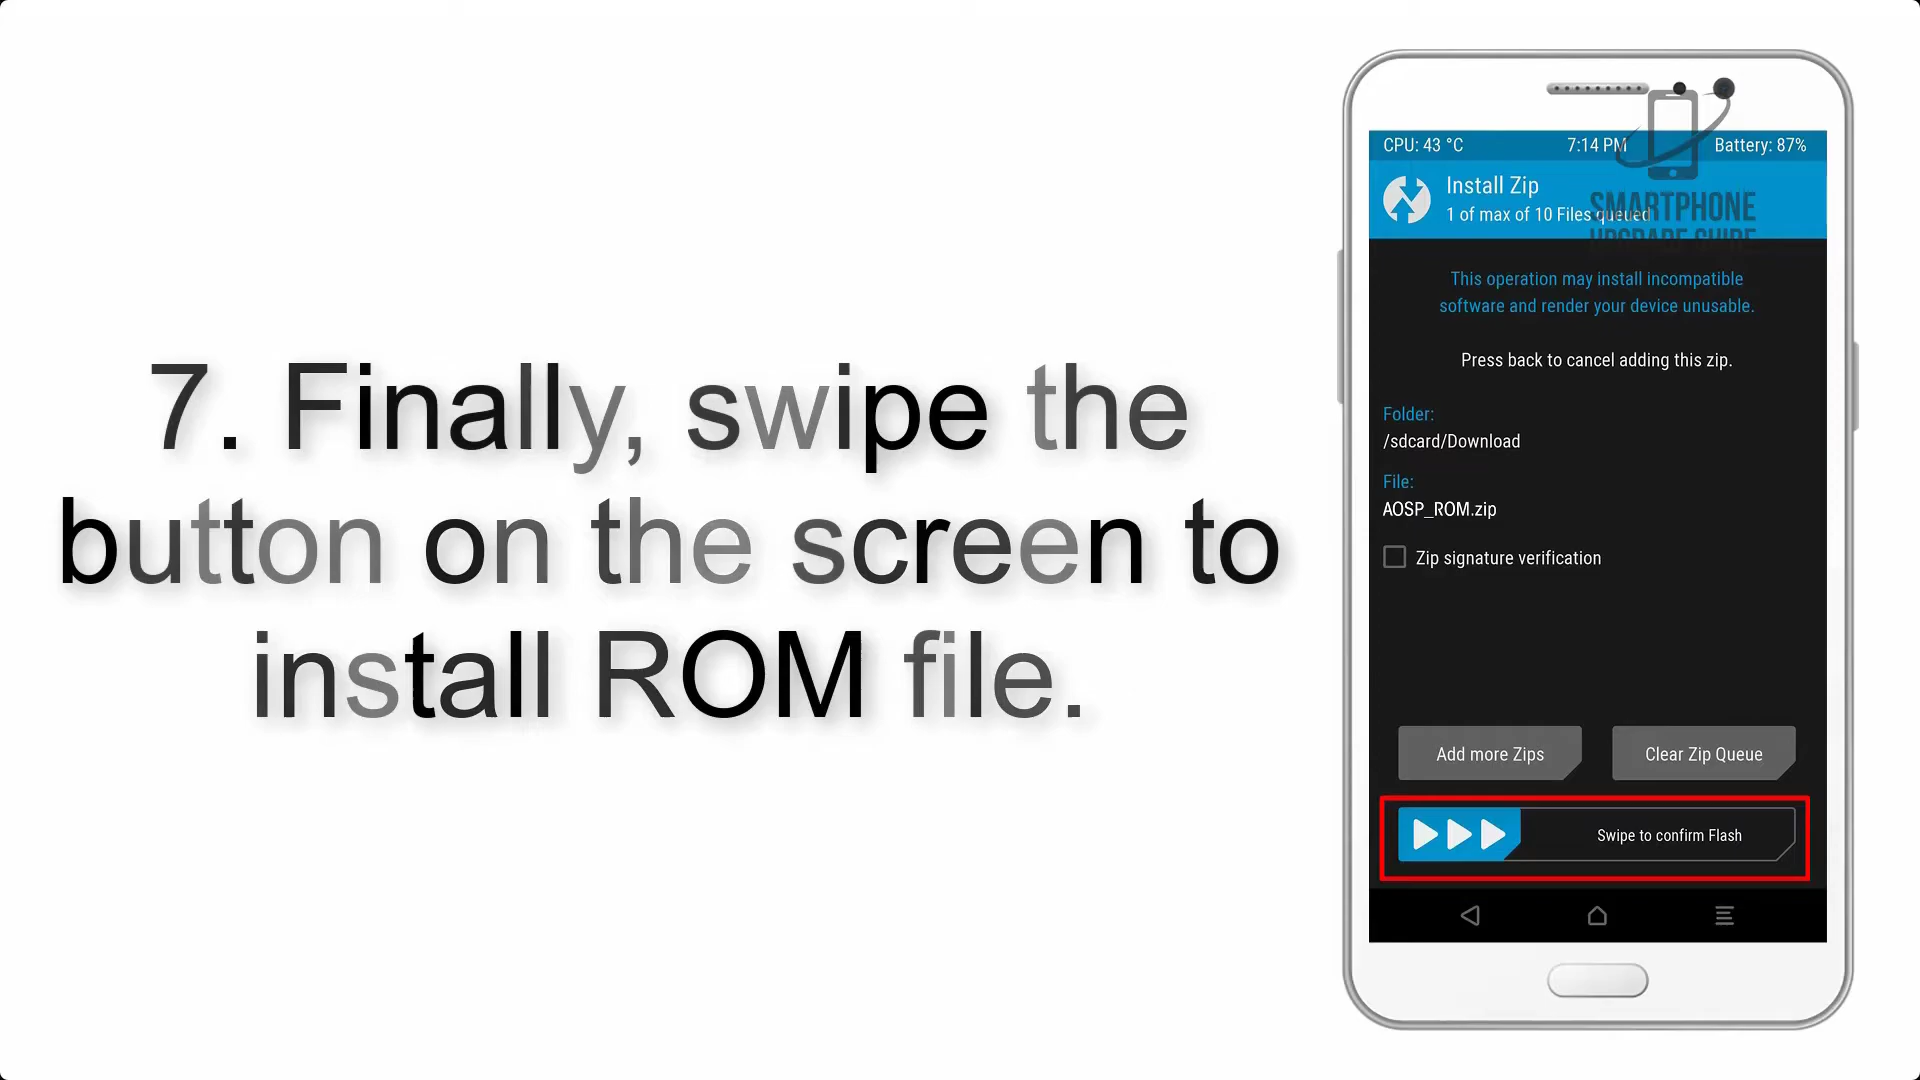 7. Finally, swipe the
button on the screen to
install ROM file.
CPU: 43 °C 7:14 PM Battery: 87%
Install Zip
1 of max of 10 Files queued
SMARTPHONE
UPGRADE GUIDE
This operation may install incompatible
software and render your device unusable.
Press back to cancel adding this zip.
Folder:
/sdcard/Download
File:
AOSP_ROM.zip
Zip signature verification
Add more Zips Clear Zip Queue
Swipe to confirm Flash